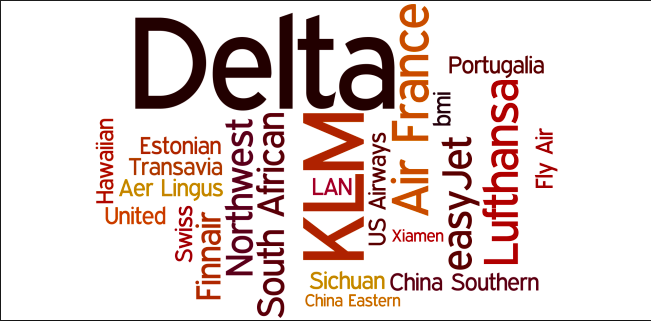 Delta
Air France
Portugalia
bmi
Lufthansa
Fly Air
easyJet
Hawaiian
Estonian
Transavia
Aer Lingus
United
Swiss
Finnair
Northwest
South African
KLM
LAN
US Airways
Xiamen
Sichuan
China Southern
China Eastern